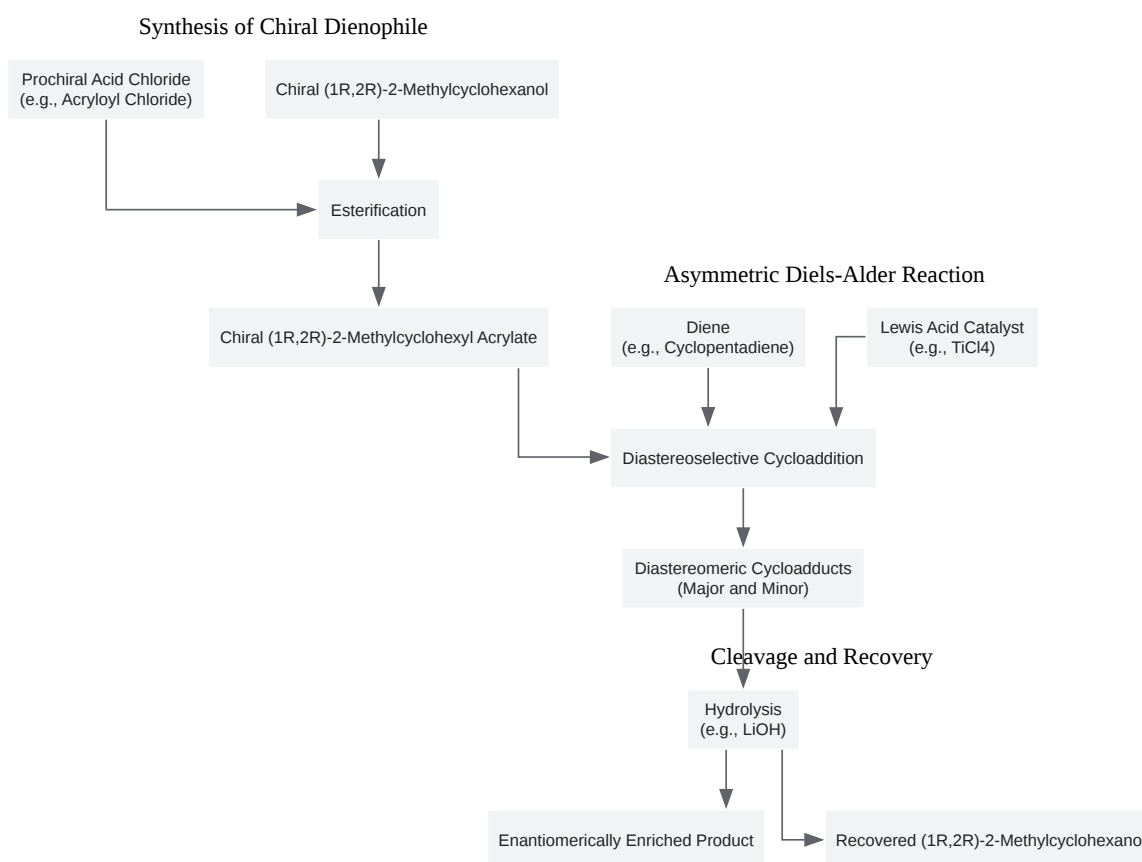 Synthesis of Chiral Dienophile
Prochiral Acid Chloride
(e.g., Acryloyl Chloride)
Chiral (1R,2R)-2-Methylcyclohexanol
Esterification
Asymmetric Diels-Alder Reaction
Chiral (1R,2R)-2-Methylcyclohexyl Acrylate
Diene
(e.g., Cyclopentadiene)
Lewis Acid Catalyst
(e.g., TiCl4)
Diastereoselective Cycloaddition
Diastereomeric Cycloadducts
(Major and Minor)
Cleavage and Recovery
Hydrolysis
(e.g., LiOH)
Enantiomerically Enriched Product
Recovered (1R,2R)-2-Methylcyclohexano